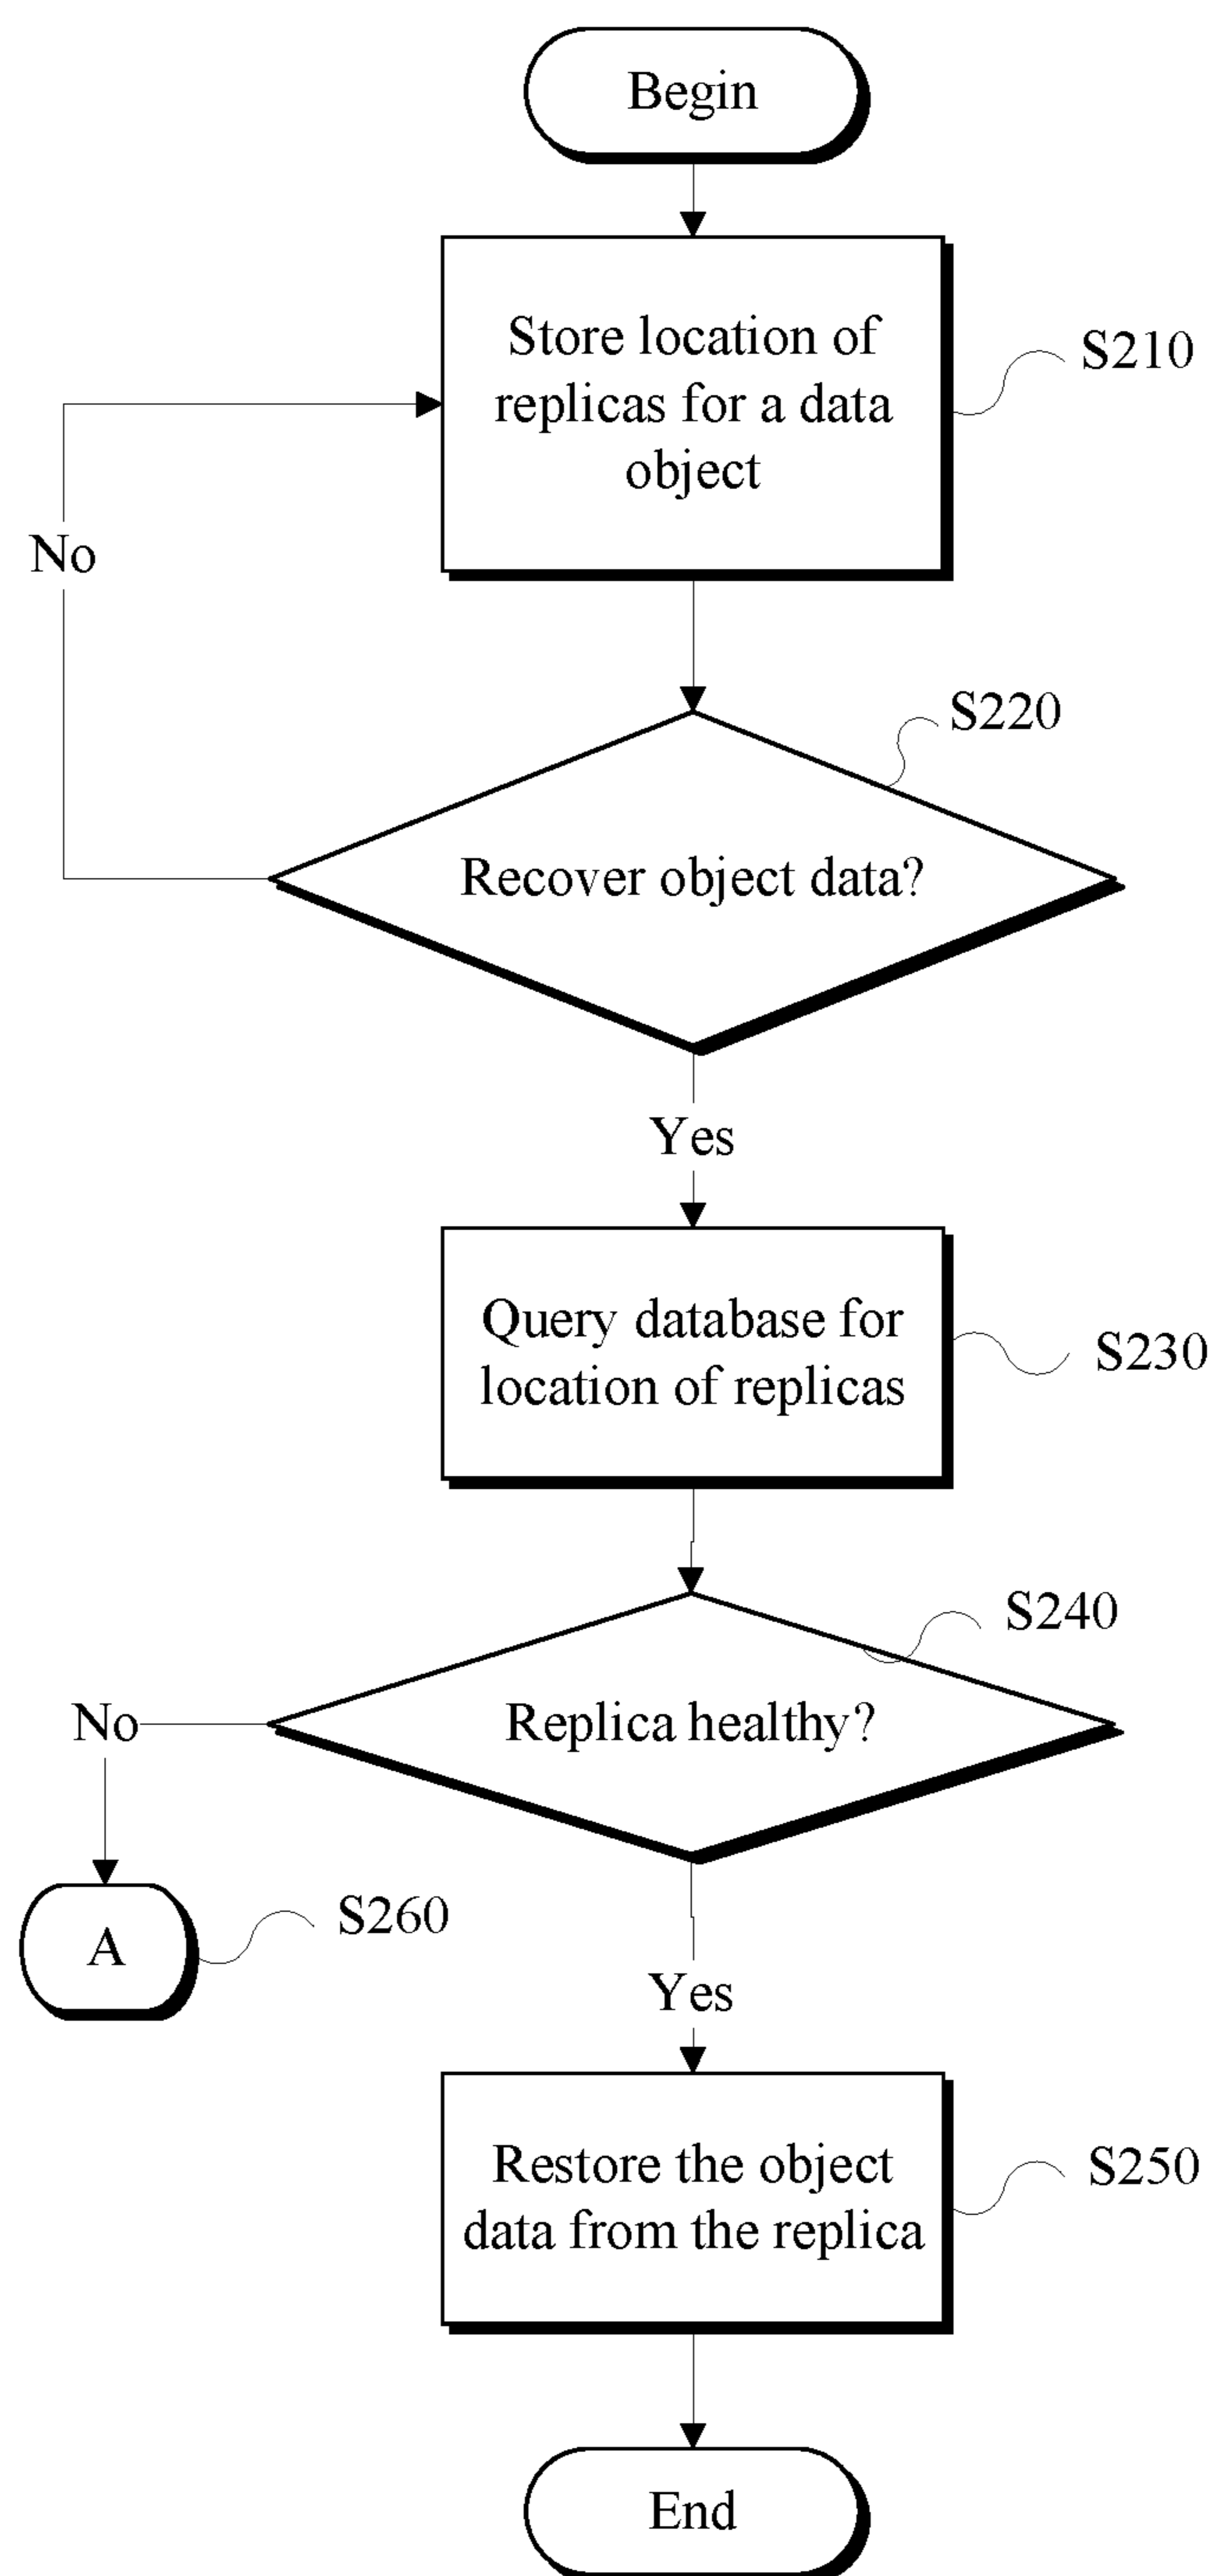 Begin
Store location of
replicas for a data
object
S210
No
S220
Recover object data?
Yes
Query database for
location of replicas
S230
S240
Replica healthy?
No
A
S260
Yes
Restore the object
data from the replica
S250
End